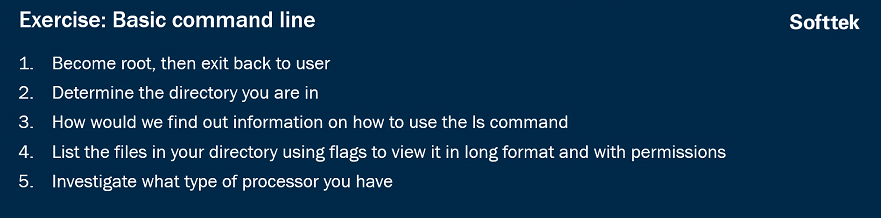 Exercise: Basic command line
Softtek
1. Become root, then exit back to user
2. Determine the directory you are in
3. How would we find out information on how to use the ls command
4. List the files in your directory using flags to view it in long format and with permissions
5. Investigate what type of processor you have